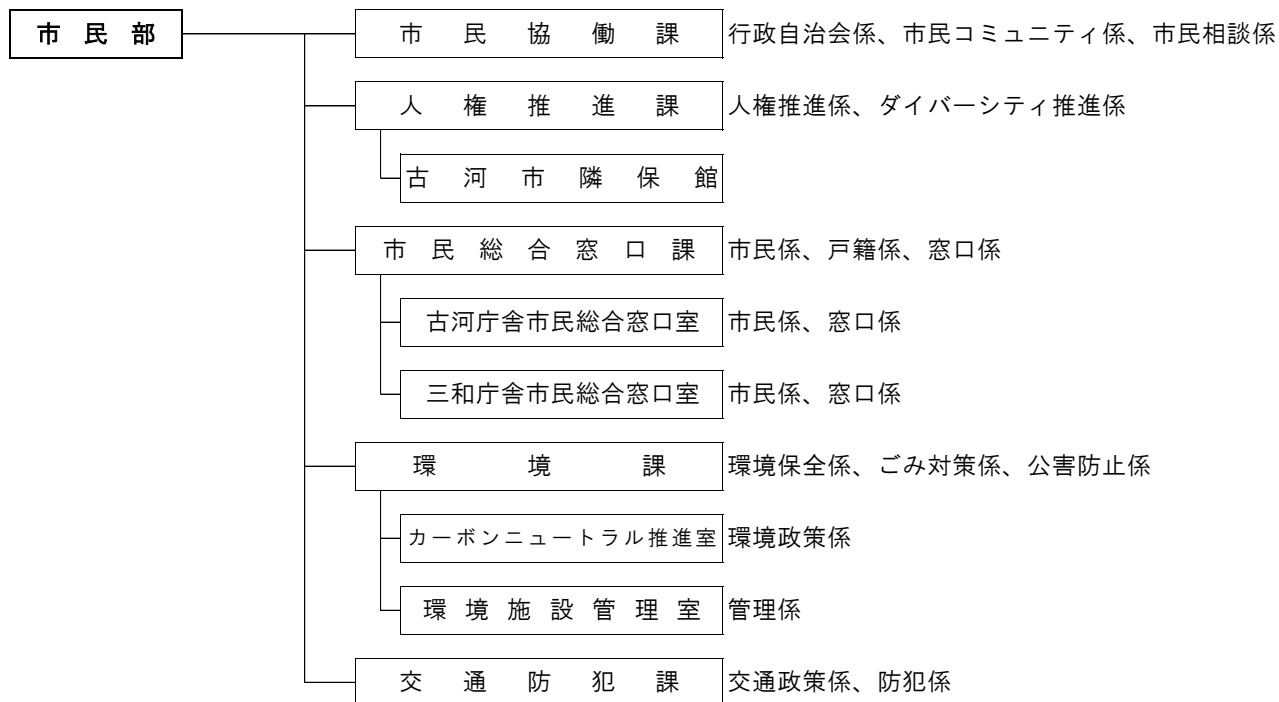 市民部
市民協働課 行政自治会係、市民コミュニティ係、市民相談係
人権推進課 人権推進係、ダイバーシティ推進係
古河市隣保館
市民総合窓口課 市民係、戸籍係、窓口係
古河庁舎市民総合窓口室 市民係、窓口係
三和庁舎市民総合窓口室 市民係、窓口係
環境課 環境保全係、ごみ対策係、公害防止係
カーボンニュートラル推進室 環境政策係
環境施設管理室 管理係
交通防犯課 交通政策係、防犯係